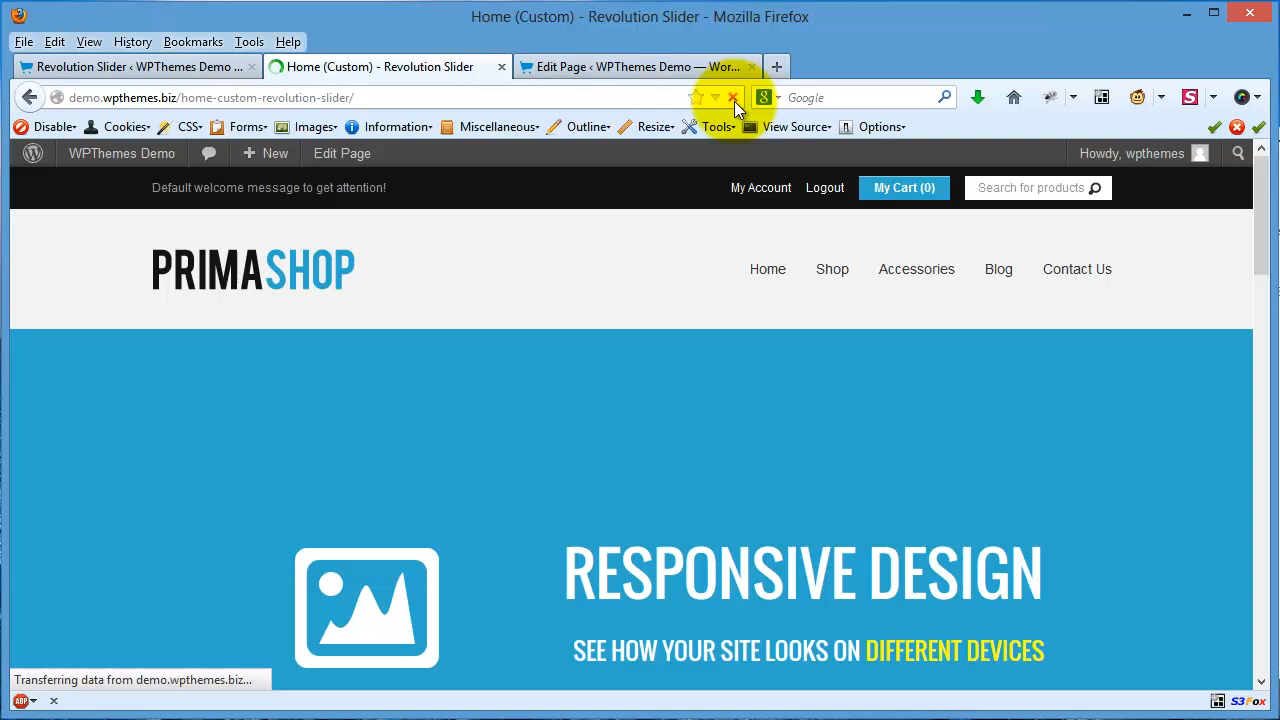 Home (Custom) - Revolution Slider - Mozilla Firefox
File Edit View History Bookmarks Tools Help
Revolution Slider ‹ WPThemes Demo ... Home (Custom) - Revolution Slider Edit Page ‹ WPThemes Demo — Wor...
demo.wpthemes.biz/home-custom-revolution-slider/ Google
Disable Cookies CSS Forms Images Information Miscellaneous Outline Resize Tools View Source Options
WPThemes Demo New Edit Page Howdy, wpthemes
Default welcome message to get attention! My Account Logout My Cart (0) Search for products
PRIMASHOP Home Shop Accessories Blog Contact Us
RESPONSIVE DESIGN
SEE HOW YOUR SITE LOOKS ON DIFFERENT DEVICES
Transferring data from demo.wpthemes.biz...
ABP S3Fox